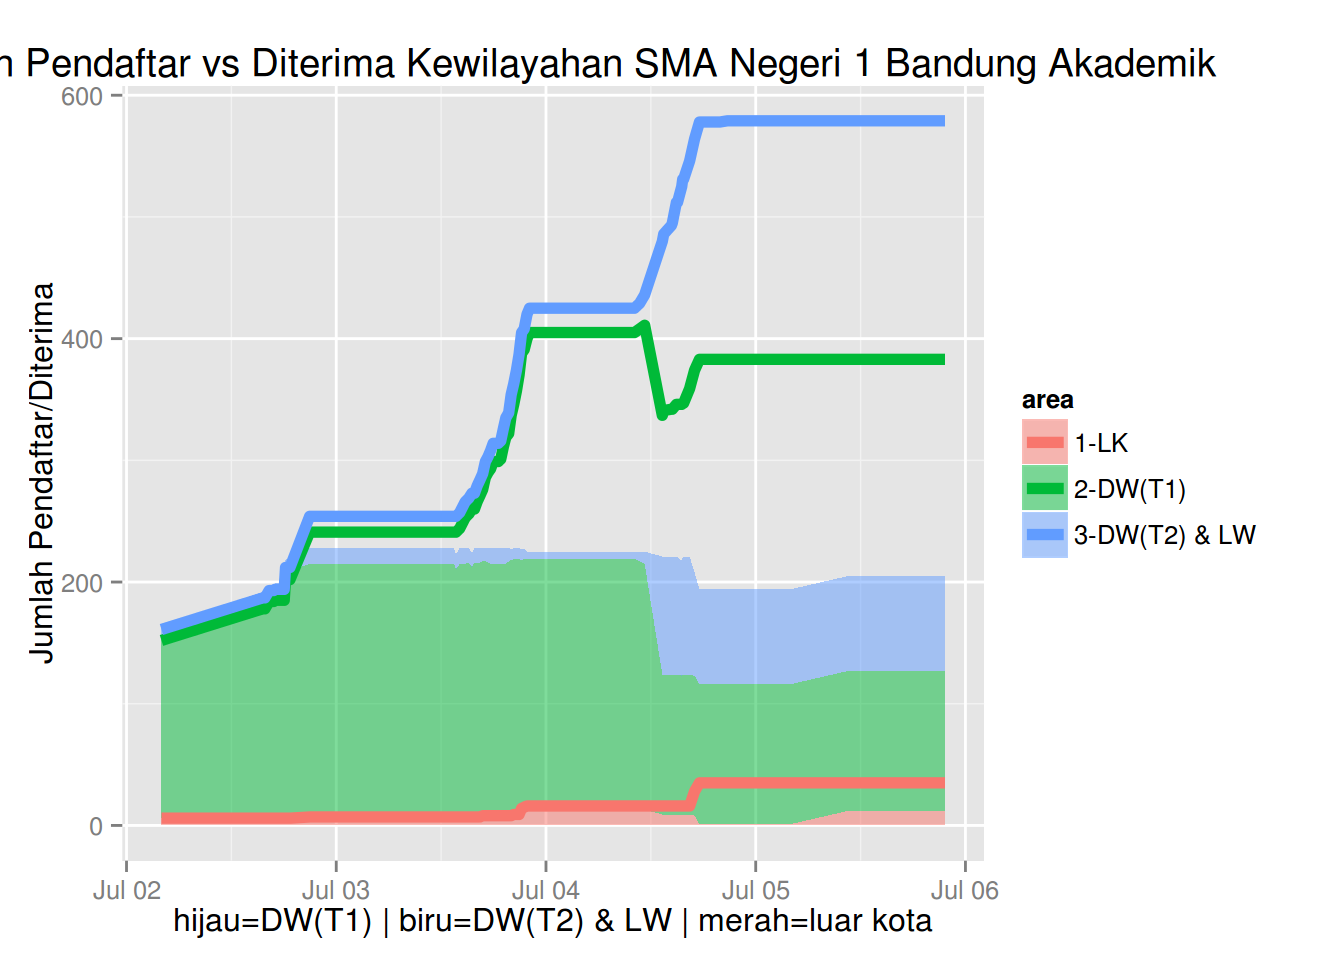 Pendaftar vs Diterima Kewilayahan SMA Negeri 1 Bandung Akademik
600
400
200
0
Jumlah Pendaftar/Diterima
Jul 02 Jul 03 Jul 04 Jul 05 Jul 06
hijau=DW(T1) | biru=DW(T2) & LW | merah=luar kota
area
1-LK
2-DW(T1)
3-DW(T2) & LW